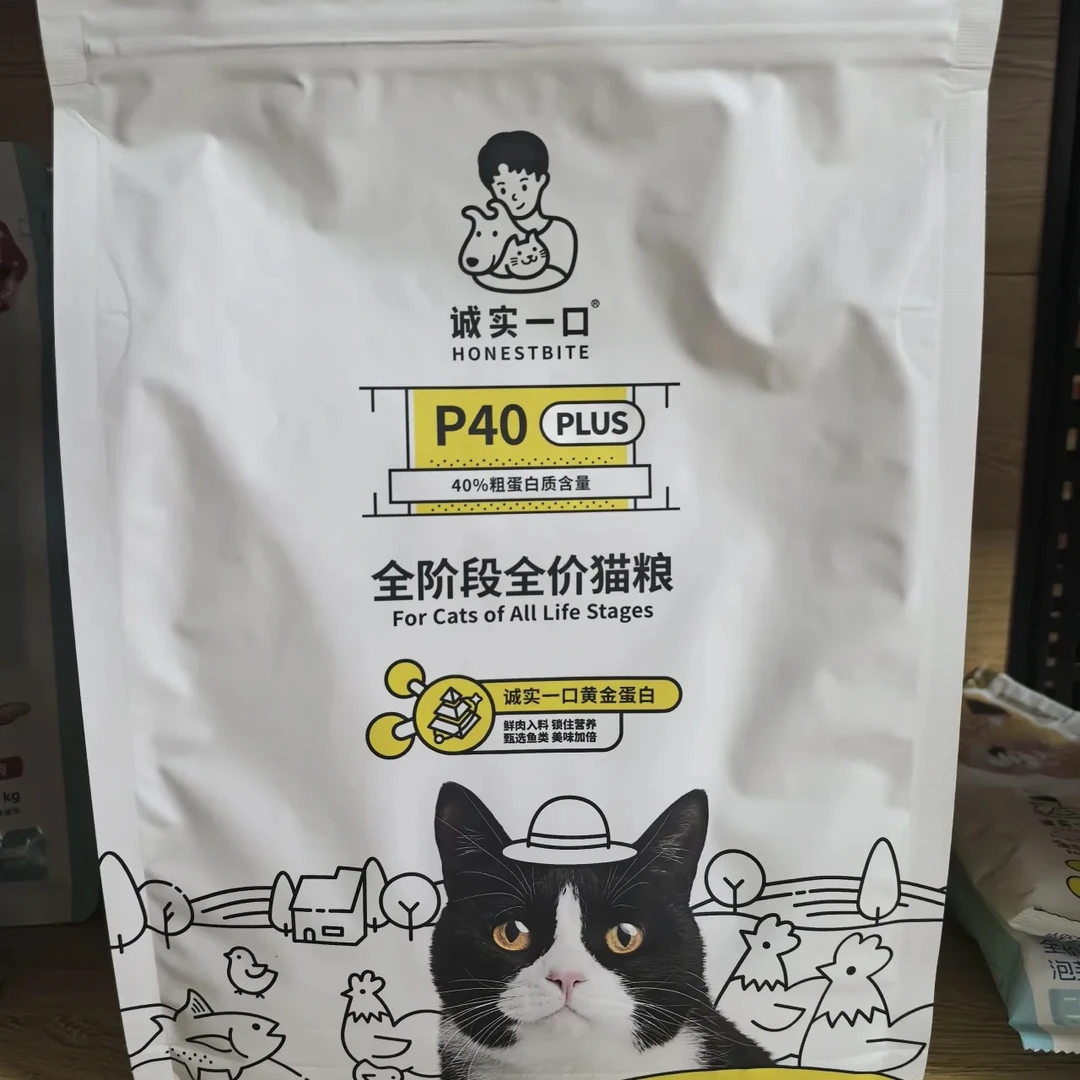 诚实一口®
HONESTBITE
P40 PLUS
40%粗蛋白质含量
全阶段全价猫粮
For Cats of All Life Stages
诚实一口黄金蛋白
鲜肉入料 锁住营养
甄选鱼类 美味加倍
kg